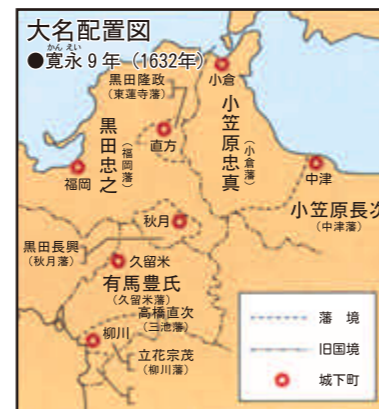 大名配置図
かん えい
●寛永9年（1632年）
黒田隆政
（東蓮寺藩）
小倉
小笠原忠真
（小倉藩）
黒田忠之
（福岡藩）
直方
福岡
中津
小笠原長次
（中津藩）
秋月
黒田長興
（秋月藩）
久留米
有馬豊氏
（久留米藩）
高橋直次
（三池藩）
柳川
立花宗茂
（柳川藩）
藩境
旧国境
城下町